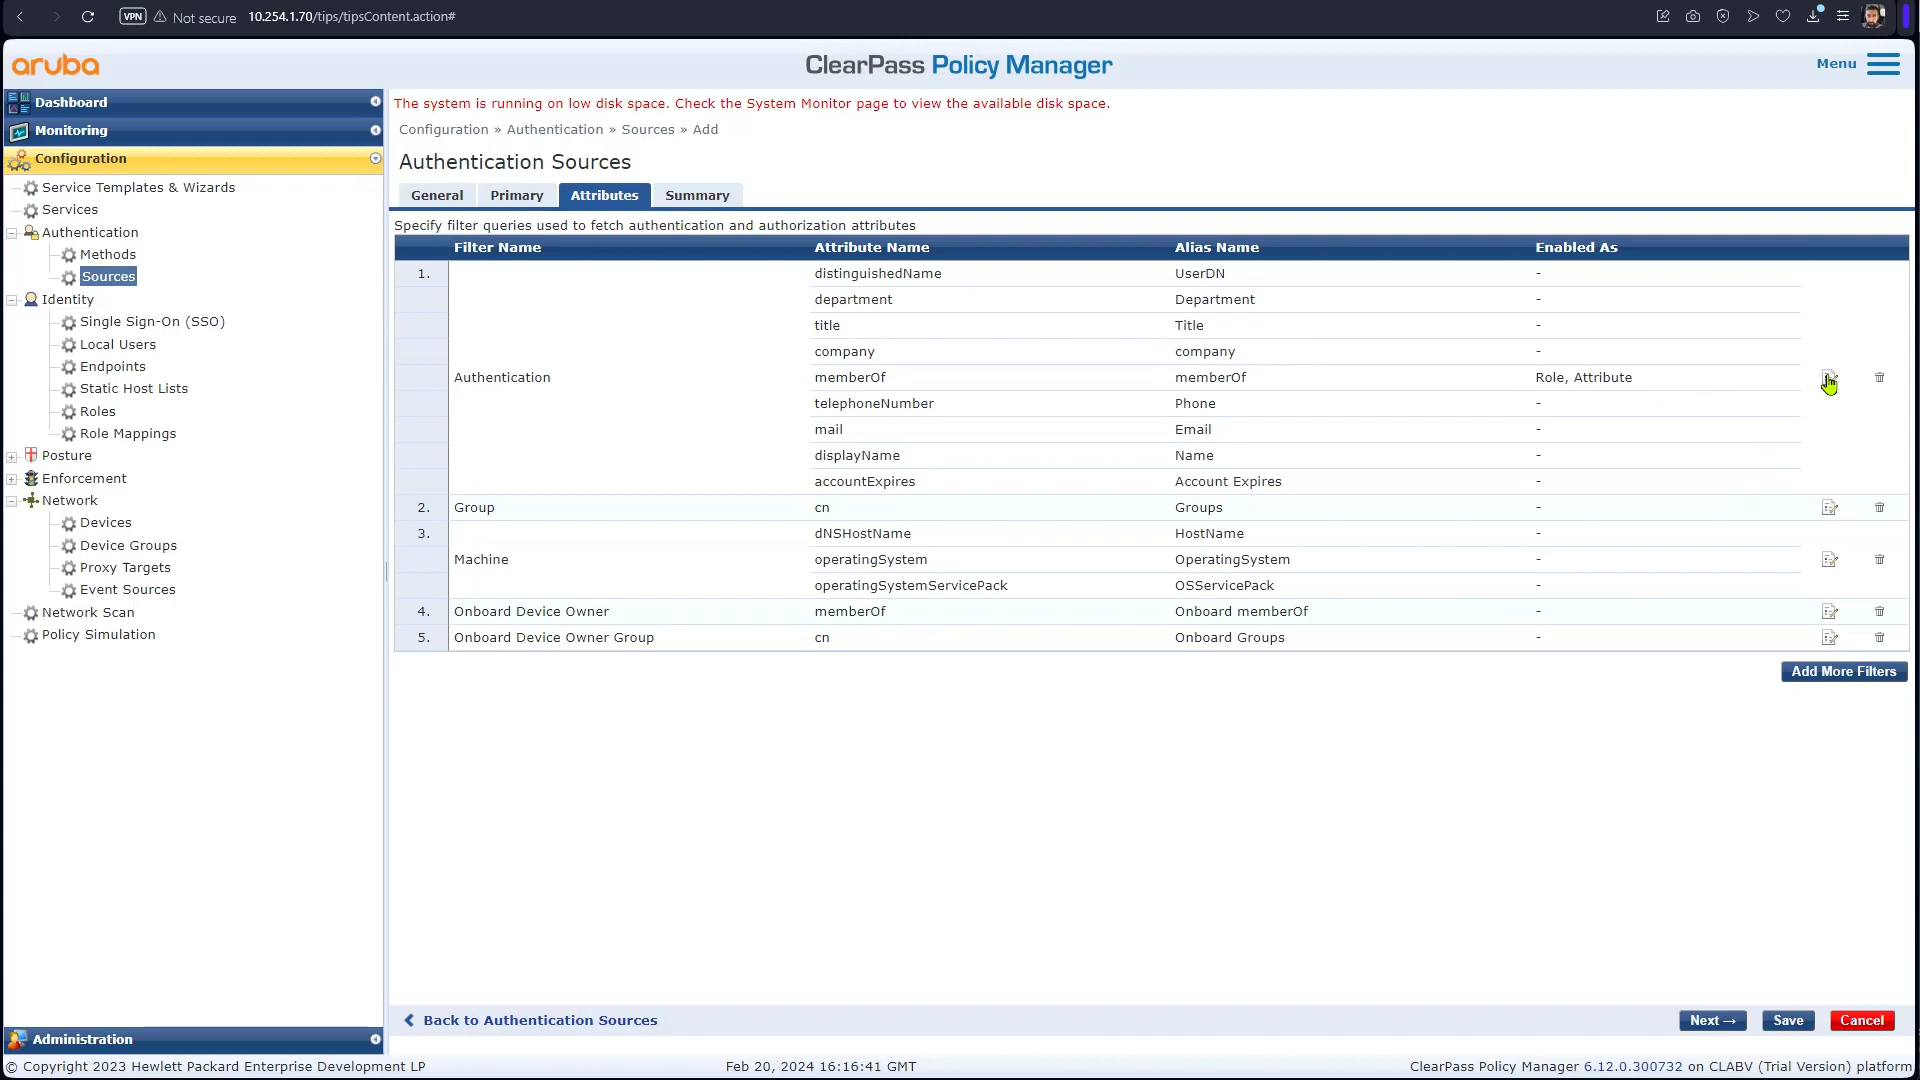 VPN Not secure 10.254.1.70/tips/tipsContent.action#
aruba
ClearPass Policy Manager
Menu
Dashboard
Monitoring
Configuration
Service Templates & Wizards
Services
Authentication
Methods
Sources
Identity
Single Sign-On (SSO)
Local Users
Endpoints
Static Host Lists
Roles
Role Mappings
Posture
Enforcement
Network
Devices
Device Groups
Proxy Targets
Event Sources
Network Scan
Policy Simulation
Administration
The system is running on low disk space. Check the System Monitor page to view the available disk space.
Configuration » Authentication » Sources » Add
Authentication Sources
General Primary Attributes Summary
Specify filter queries used to fetch authentication and authorization attributes
Filter Name Attribute Name Alias Name Enabled As
1. distinguishedName UserDN -
department Department -
title Title -
company company -
Authentication memberOf memberOf Role, Attribute
telephoneNumber Phone -
mail Email -
displayName Name -
accountExpires Account Expires -
2. Group cn Groups -
3. dNSHostName HostName -
Machine operatingSystem OperatingSystem -
operatingSystemServicePack OSServicePack -
4. Onboard Device Owner memberOf Onboard memberOf -
5. Onboard Device Owner Group cn Onboard Groups -
Add More Filters
Back to Authentication Sources
Next → Save Cancel
© Copyright 2023 Hewlett Packard Enterprise Development LP Feb 20, 2024 16:16:41 GMT ClearPass Policy Manager 6.12.0.300732 on CLABV (Trial Version) platform